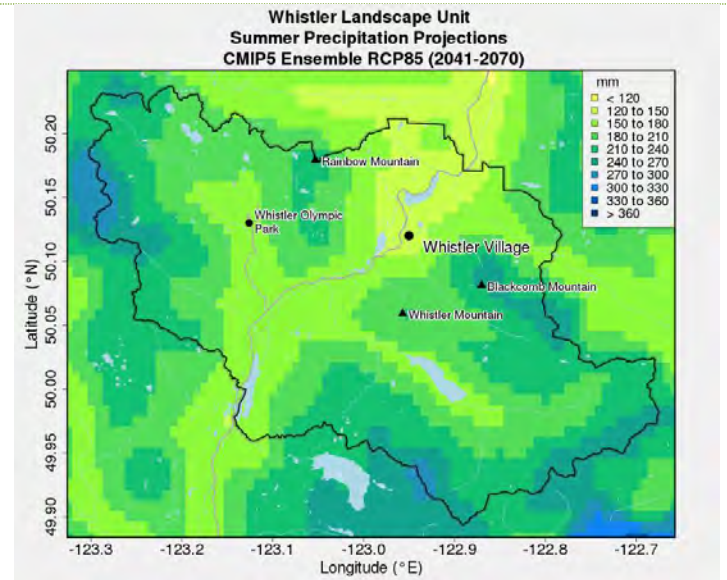 Whistler Landscape Unit
Summer Precipitation Projections
CMIP5 Ensemble RCP85 (2041-2070)
mm
< 120
120 to 150
150 to 180
180 to 210
210 to 240
240 to 270
270 to 300
300 to 330
330 to 360
> 360
Rainbow Mountain
Whistler Olympic
Park
Whistler Village
Blackcomb Mountain
Whistler Mountain
Latitude (°N)
50.20
50.15
50.10
50.05
50.00
49.95
49.90
-123.3 -123.2 -123.1 -123.0 -122.9 -122.8 -122.7
Longitude (°E)